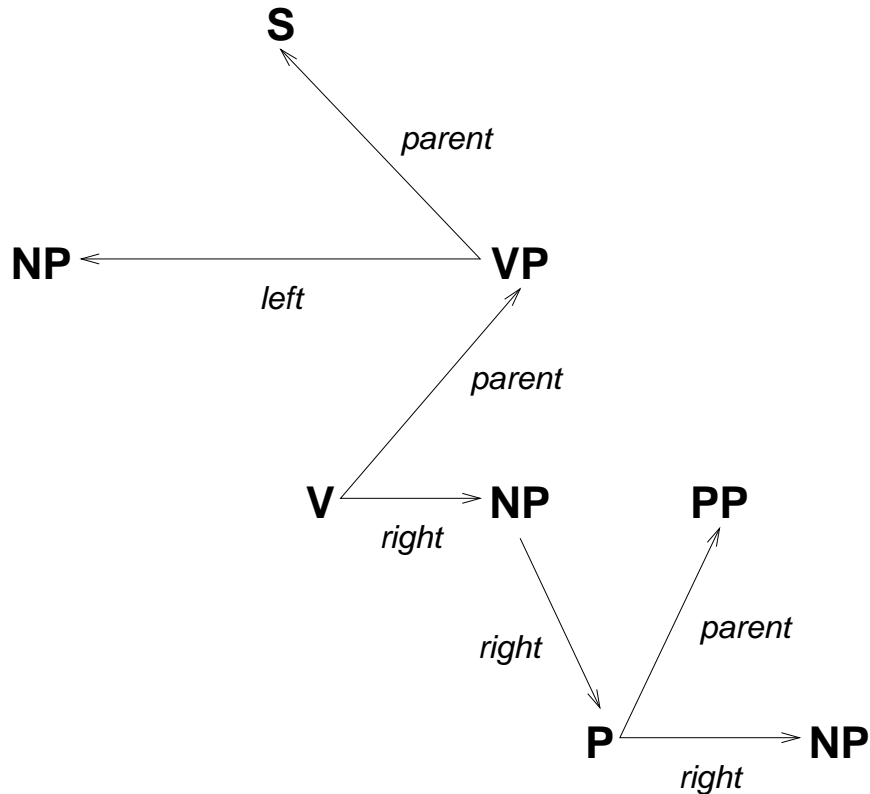 S
parent
NP VP
left
parent
V NP PP
right
right parent
P NP
right